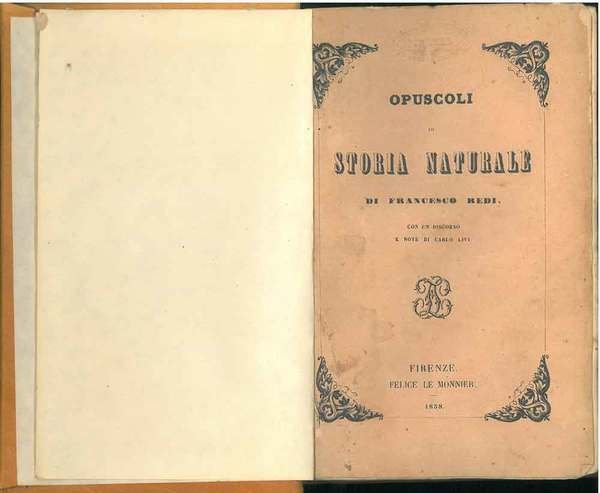 OPUSCOLI
DI
STORIA NATURALE
DI FRANCESCO REDI,
CON UN DISCORSO
E NOTE DI CARLO LIVI
FIRENZE.
FELICE LE MONNIER.
1858.